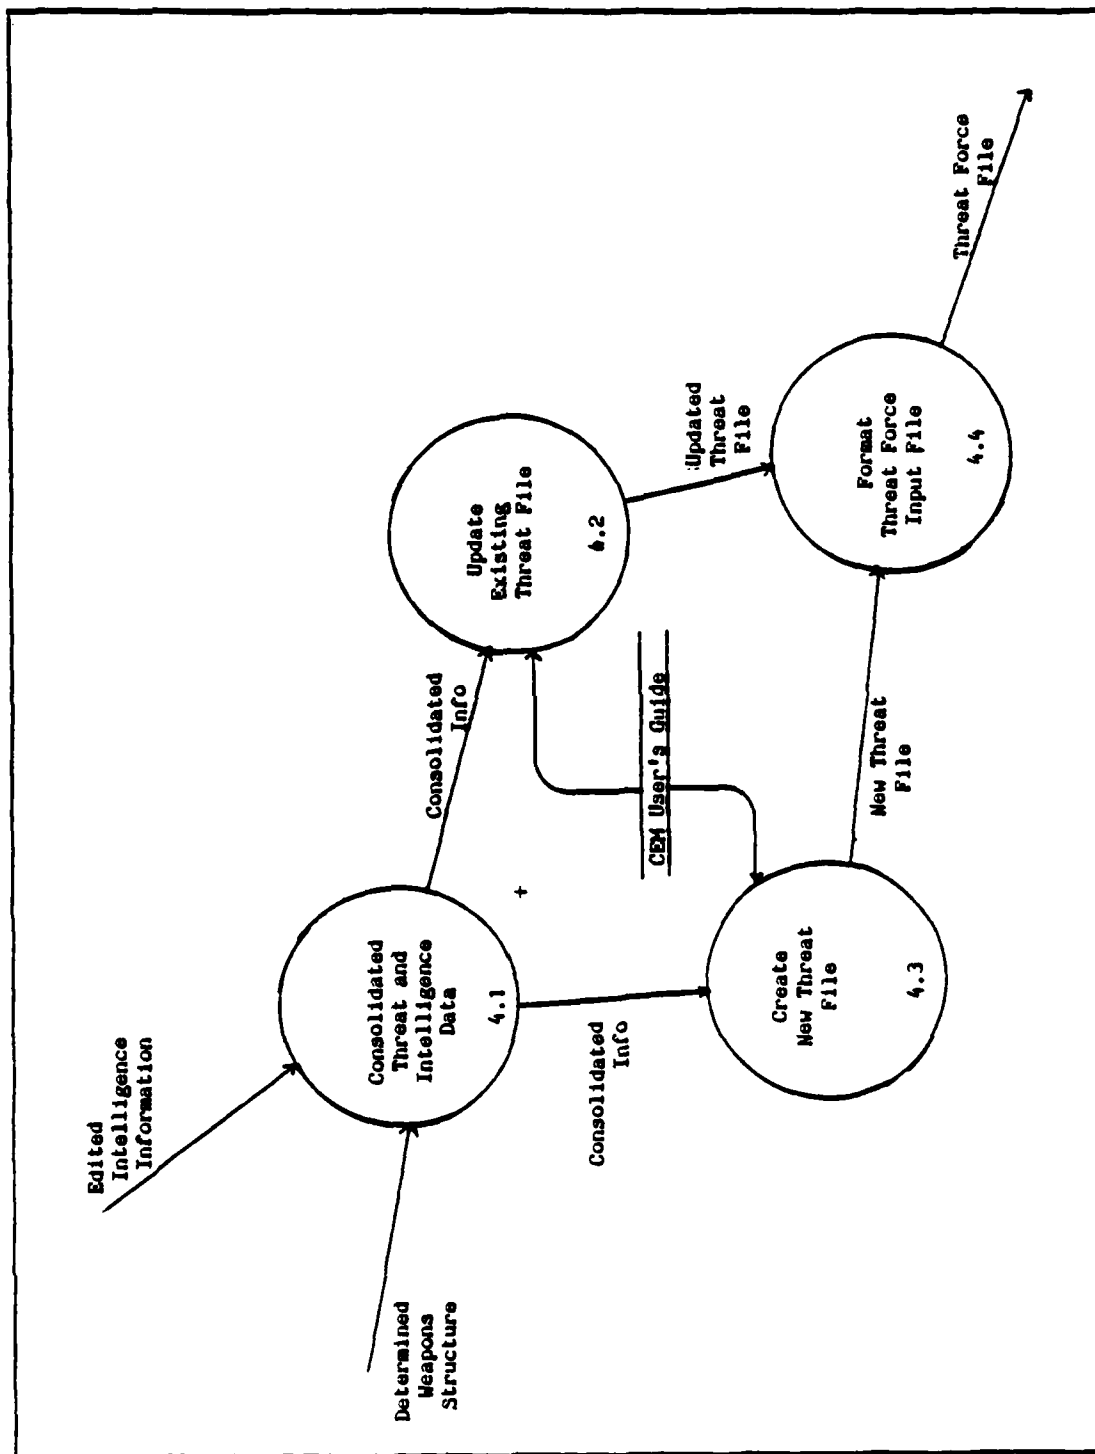 Edited
Intelligence
Information
Determined
Weapons
Structure
Consolidated
Threat and
Intelligence
Data
4.1
Consolidated
Info
Consolidated
Info
+
Update
Existing
Threat File
4.2
CEM User's Guide
Create
New Threat
File
4.3
Updated
Threat
File
New Threat
File
Format
Threat Force
Input File
4.4
Threat Force
File